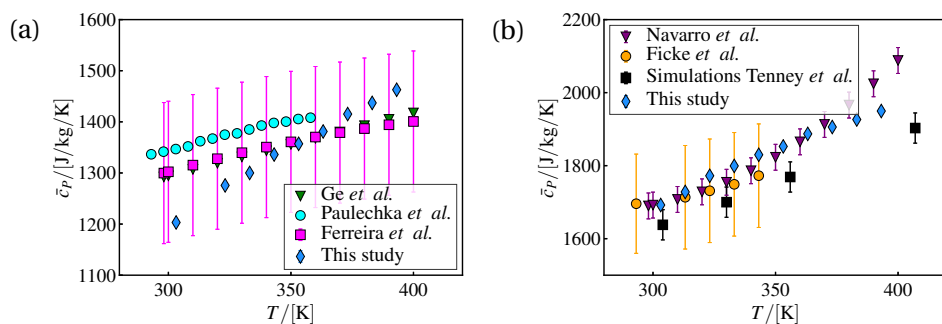 (a)
1600
1500
1400
1300
1200
1100
c̄_P/[J/kg/K]
300
350
400
T/[K]
Ge et al.
Paulechka et al.
Ferreira et al.
This study
(b)
2200
2000
1800
1600
c̄_P/[J/kg/K]
300
350
400
T/[K]
Navarro et al.
Ficke et al.
Simulations Tenney et al.
This study